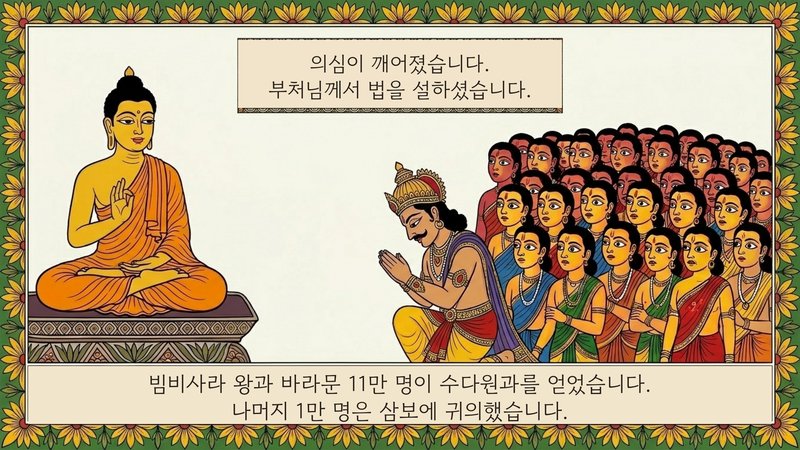 의심이 깨어졌습니다.
부처님께서 법을 설하셨습니다.
빔비사라 왕과 바라문 11만 명이 수다원과를 얻었습니다.
나머지 1만 명은 삼보에 귀의했습니다.